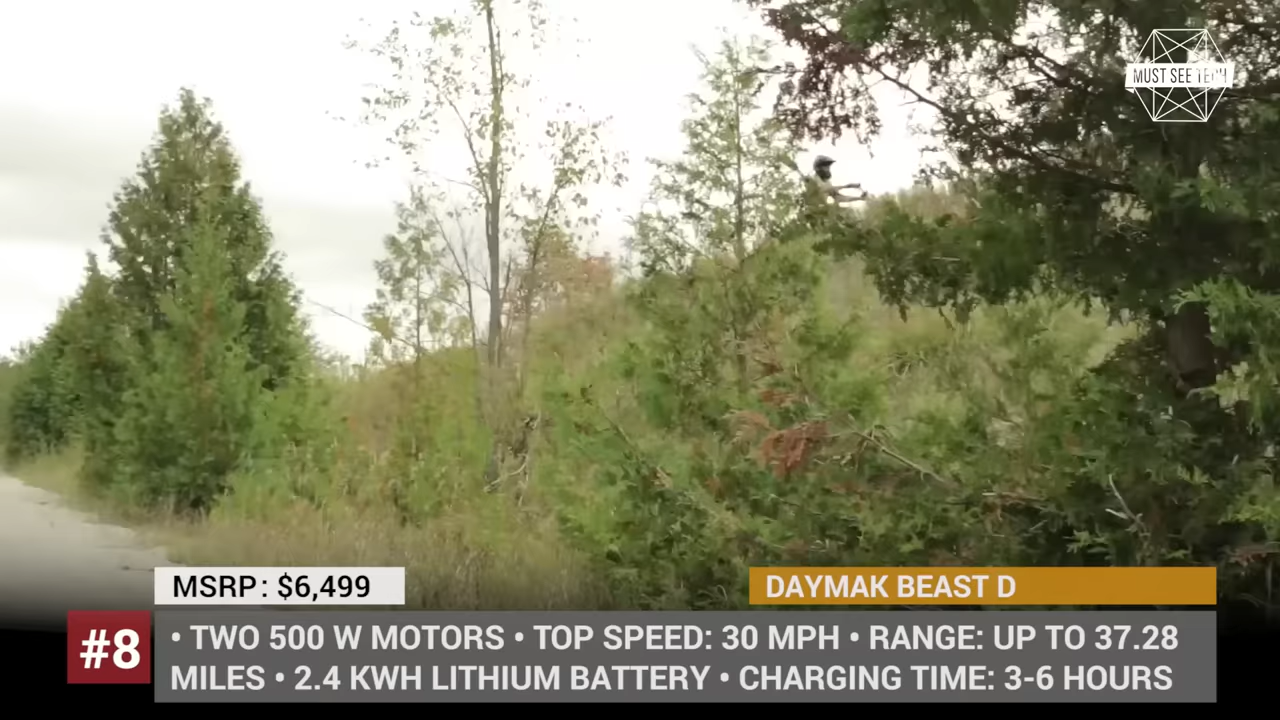 MUST SEE TECH
MSRP: $6,499
DAYMAK BEAST D
#8
• TWO 500 W MOTORS • TOP SPEED: 30 MPH • RANGE: UP TO 37.28
MILES • 2.4 KWH LITHIUM BATTERY • CHARGING TIME: 3-6 HOURS